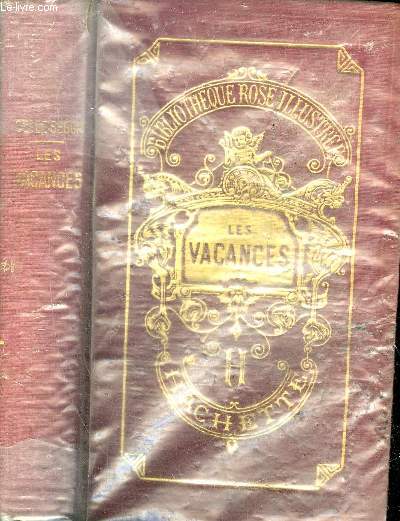 Le-livre.com
LES
VACANCES
BIBLIOTHEQUE ROSE ILLUSTREE
LES
VACANCES
H
HACHETTE